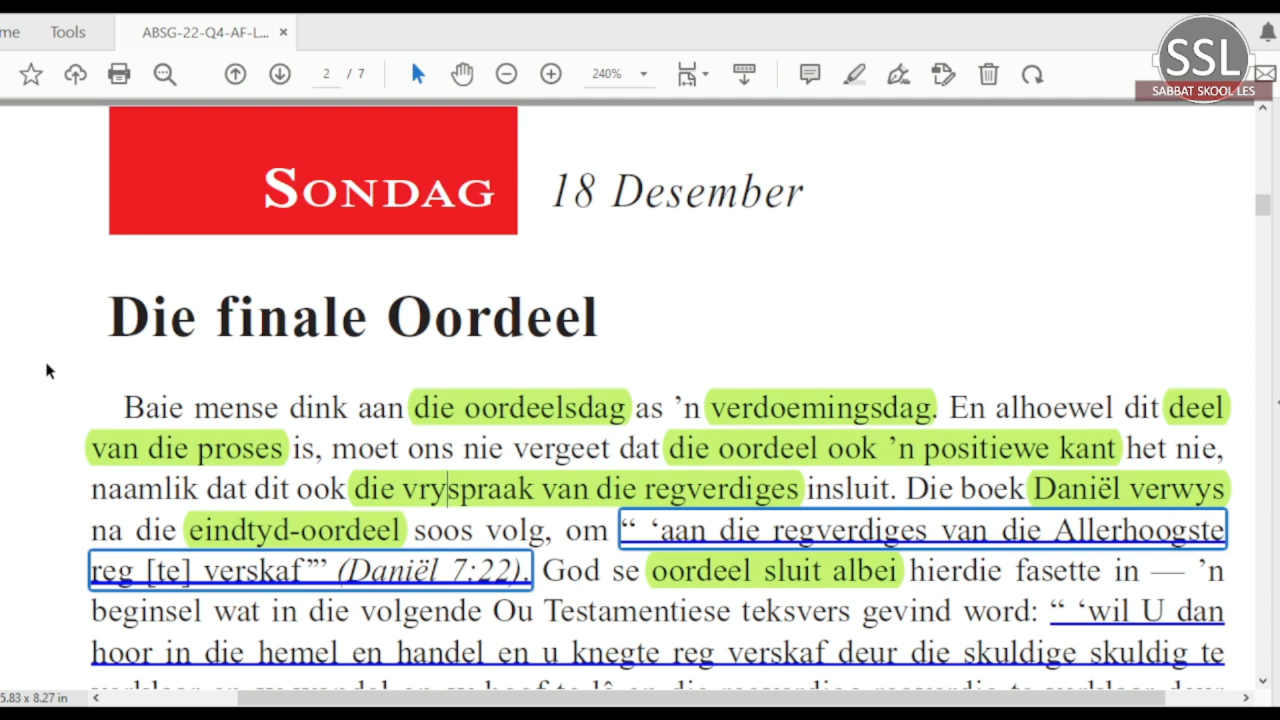 me Tools ABSG-22-Q4-AF-L... ×
SSL
SABBAT SKOOL LES
2 / 7 240%
SONDAG 18 Desember
Die finale Oordeel
Baie mense dink aan die oordeelsdag as ’n verdoemingsdag. En alhoewel dit deel
van die proses is, moet ons nie vergeet dat die oordeel ook ’n positiewe kant het nie,
naamlik dat dit ook die vryspraak van die regverdiges insluit. Die boek Daniël verwys
na die eindtyd-oordeel soos volg, om “ ‘aan die regverdiges van die Allerhoogste
reg [te] verskaf’” (Daniël 7:22). God se oordeel sluit albei hierdie fasette in — ’n
beginsel wat in die volgende Ou Testamentiese teksvers gevind word: “ ‘wil U dan
hoor in die hemel en handel en u knegte reg verskaf deur die skuldige skuldig te
5.83 x 8.27 in